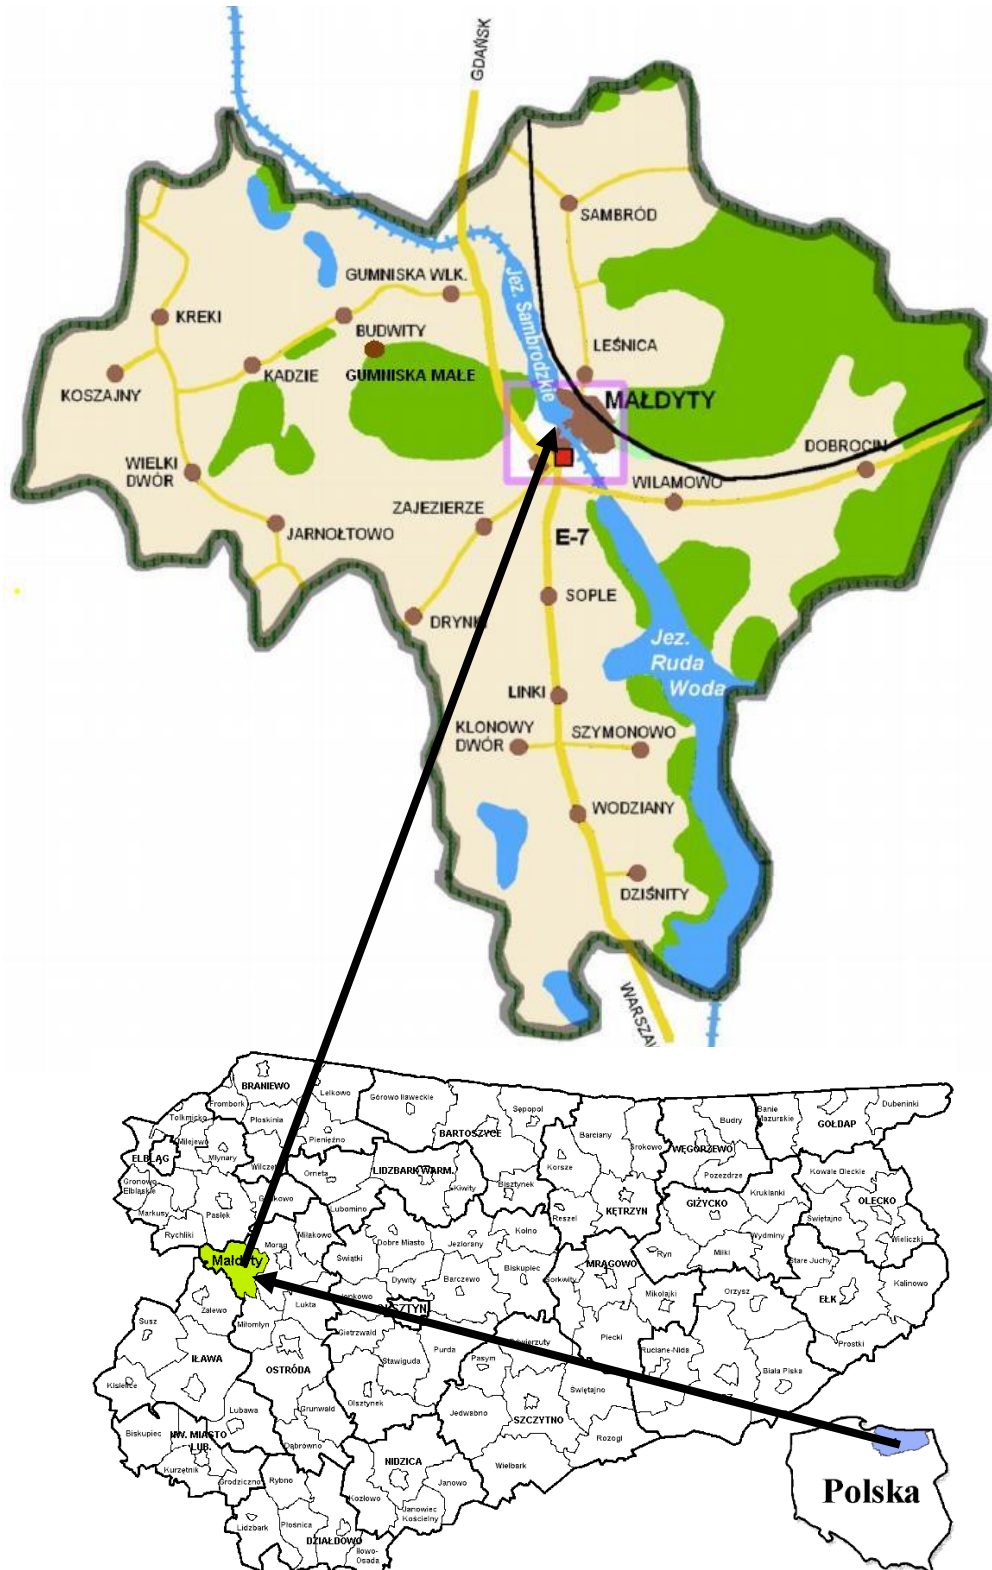 GDAŃSK
SAMBRÓD
GUMNISKA WLK.
Jez. Sambrodzkie
KREKI
BUDWITY
LEŚNICA
KADZIE
GUMNISKA MAŁE
KOSZAJNY
MAŁDYTY
DOBROCIN
WIELKI
DWÓR
WILAMOWO
ZAJEZIERZE
JARNOŁTOWO
E-7
SOPLE
DRYNKI
Jez.
Ruda
Woda
LINKI
KLONOWY
DWÓR
SZYMONOWO
WODZIANY
DZIŚNITY
BRANIEWO
Lelkowo
Górowo Iławeckie
Frombork
Tolkmicko
Płoskinia
Sępopol
Budry
Banie
Mazurskie
Dubeninki
GOŁDAP
Milejewo
Pieniężno
BARTOSZYCE
Barciany
Srokowo
WĘGORZEWO
ELBLĄG
Młynary
Orneta
LIDZBARK WARM.
Korsze
Pozezdrze
Kowale Oleckie
Gronowo
Elbląskie
Kiwity
Bisztynek
KĘTRZYN
GIŻYCKO
Kruklanki
OLECKO
Markusy
Pasłęk
Lubomino
Reszel
Świętajno
Rychliki
Morąg
Miłakowo
Świątki
Dobre Miasto
Jeziorany
Kolno
Ryn
Miłki
Wydminy
Wieliczki
Małdyty
Dywity
Barczewo
Biskupiec
Sorkwity
MRĄGOWO
Mikołajki
Orzysz
Stare Juchy
EŁK
Kalinowo
Zalewo
Łukta
Susz
Miłomłyn
Gietrzwałd
Stawiguda
Purda
Pasym
Piecki
Ruciane-Nida
Prostki
IŁAWA
OSTRÓDA
Biała Piska
Kisielice
Olsztynek
Świętajno
Lubawa
Grunwald
Jedwabno
SZCZYTNO
Rozogi
Biskupiec
NW. MIASTO
LUB.
Dąbrówno
NIDZICA
Wielbark
Kurzętnik
Grodziczno
Rybno
Kozłowo
Janowo
Janowiec
Kościelny
Lidzbark
Płośnica
DZIAŁDOWO
Iłowo-
Osada
Polska